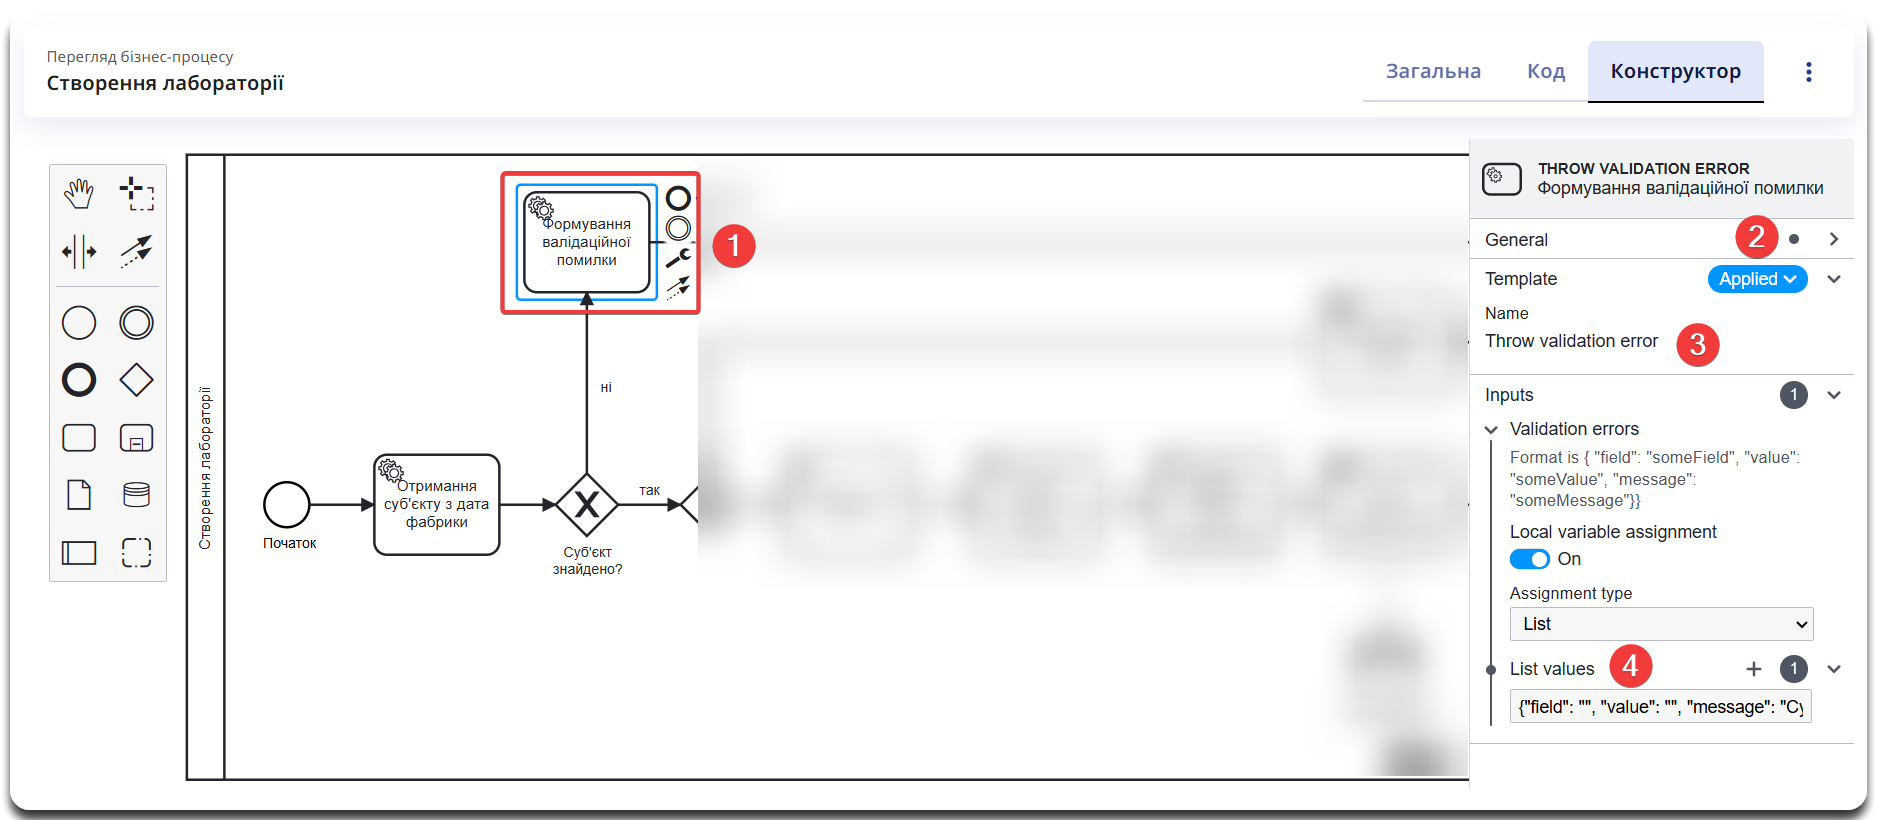 Перегляд бізнес-процесу
Створення лабораторії
Загальна
Код
Конструктор
Створення лабораторії
Формування
валідаційної
помилки
1
ні
Початок
Отримання
суб'єкту з дата
фабрики
Суб'єкт
знайдено?
так
THROW VALIDATION ERROR
Формування валідаційної помилки
General
2
Template
Applied
Name
Throw validation error
3
Inputs
1
Validation errors
Format is { "field": "someField", "value":
"someValue", "message":
"someMessage"}}
Local variable assignment
On
Assignment type
List
List values
4
1
{"field": "", "value": "", "message": "Су